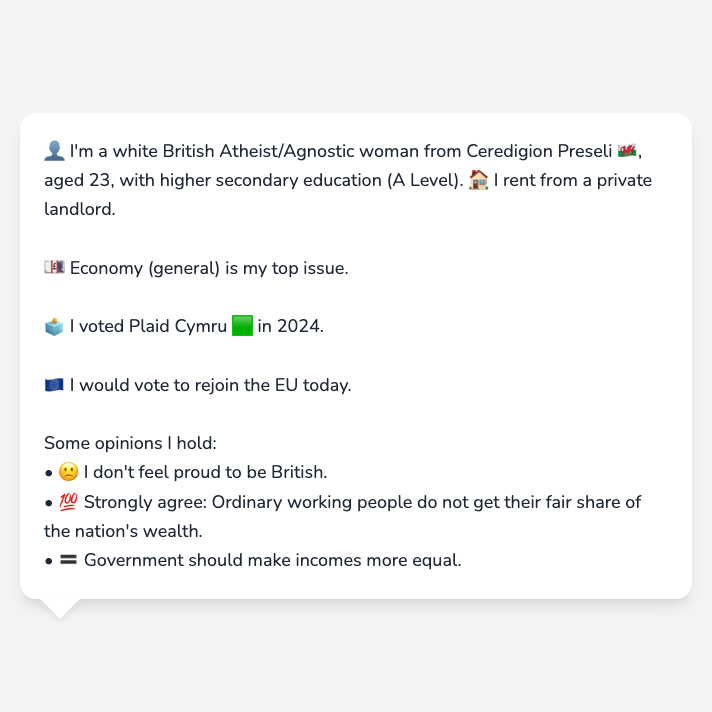 👤 I'm a white British Atheist/Agnostic woman from Ceredigion Preseli 🏴󠁧󠁢󠁷󠁬󠁳󠁿,
aged 23, with higher secondary education (A Level). 🏠 I rent from a private
landlord.
💷 Economy (general) is my top issue.
🗳️ I voted Plaid Cymru 🟩 in 2024.
🇪🇺 I would vote to rejoin the EU today.
Some opinions I hold:
• 🙁 I don't feel proud to be British.
• 💯 Strongly agree: Ordinary working people do not get their fair share of
the nation's wealth.
• 🟰 Government should make incomes more equal.